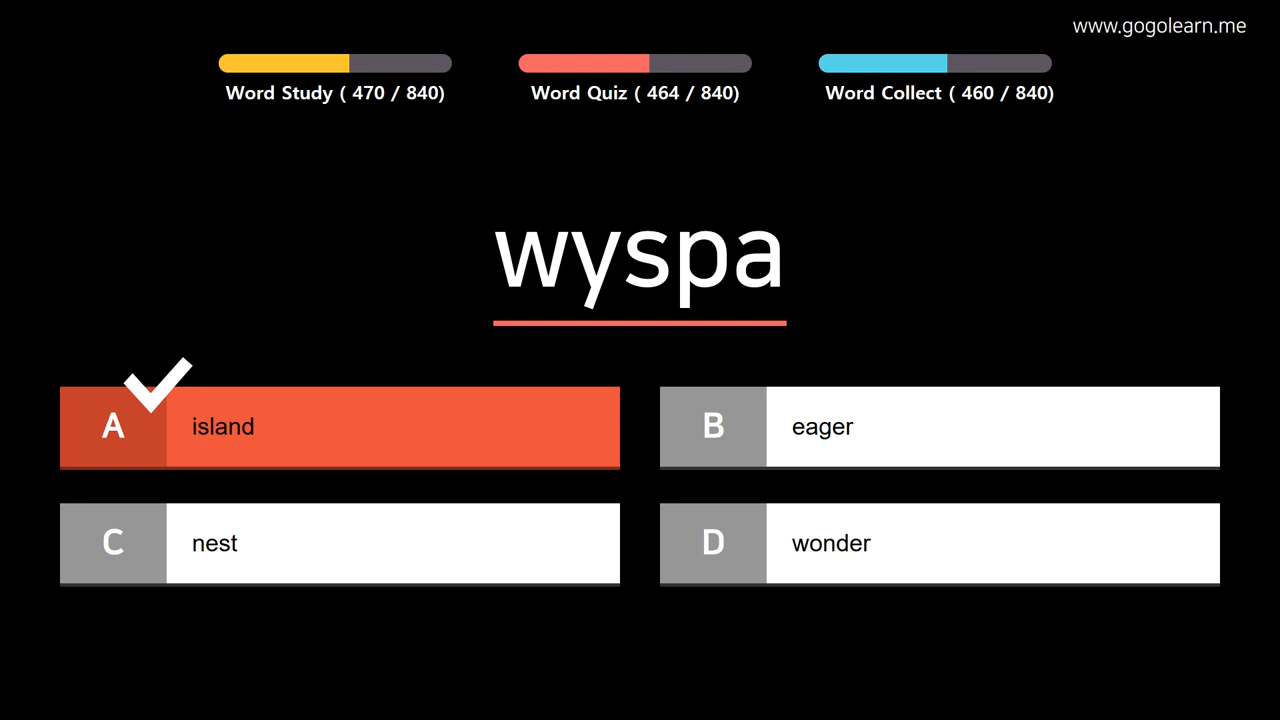 www.gogolearn.me
Word Study ( 470 / 840)
Word Quiz ( 464 / 840)
Word Collect ( 460 / 840)
wyspa
A island
B eager
C nest
D wonder